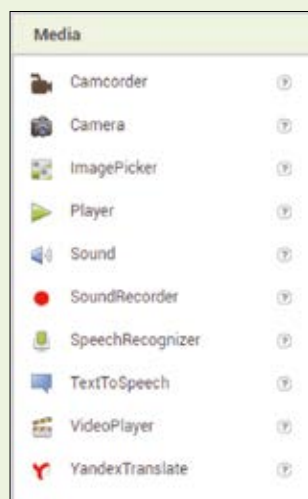 Media
Camcorder ?
Camera ?
ImagePicker ?
Player ?
Sound ?
SoundRecorder ?
SpeechRecognizer ?
TextToSpeech ?
VideoPlayer ?
YandexTranslate ?